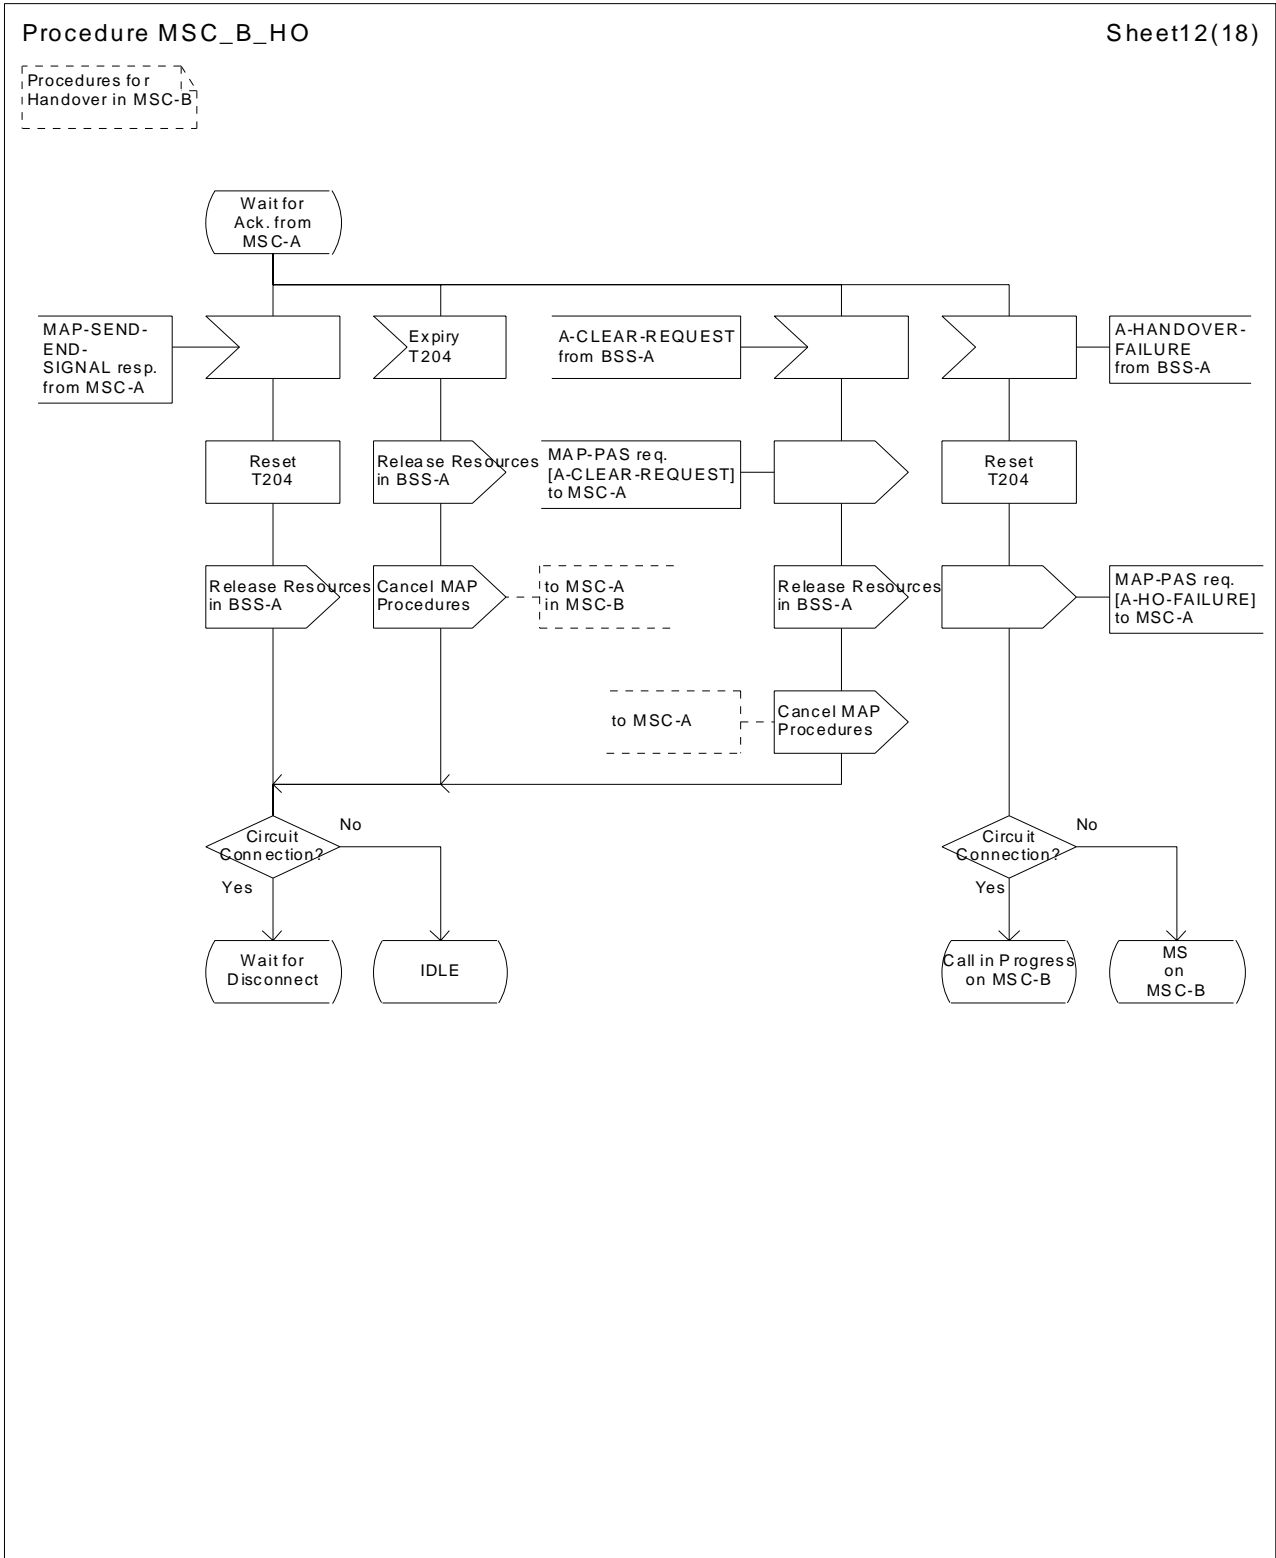 Procedure MSC_B_HO
Sheet12(18)
Procedures for
Handover in MSC-B
Wait for
Ack. from
MSC-A
MAP-SEND-
END-
SIGNAL resp.
from MSC-A
Expiry
T204
A-CLEAR-REQUEST
from BSS-A
A-HANDOVER-
FAILURE
from BSS-A
Reset
T204
Release Resources
in BSS-A
MAP-PAS req.
[A-CLEAR-REQUEST]
to MSC-A
Reset
T204
Release Resources
in BSS-A
Cancel MAP
Procedures
to MSC-A
in MSC-B
Release Resources
in BSS-A
MAP-PAS req.
[A-HO-FAILURE]
to MSC-A
to MSC-A
Cancel MAP
Procedures
Circuit
Connection?
No
Yes
Circuit
Connection?
No
Yes
Wait for
Disconnect
IDLE
Call in Progress
on MSC-B
MS
on
MSC-B